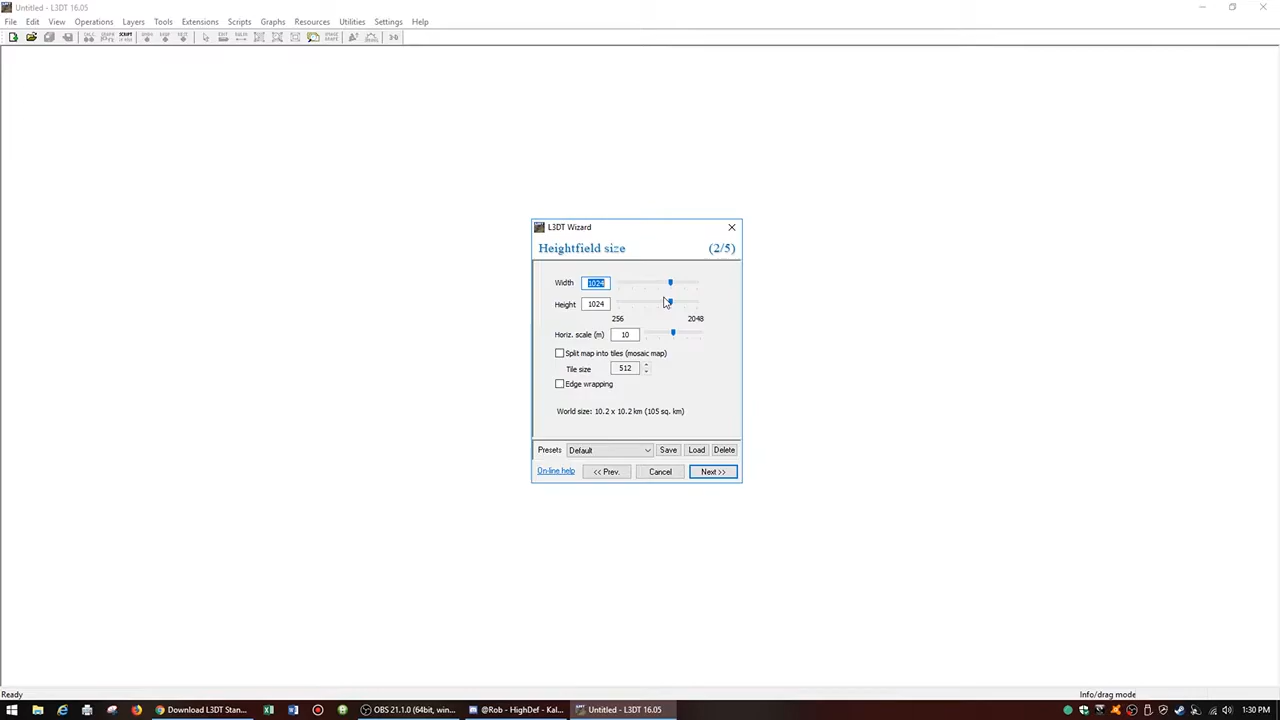 Untitled - L3DT 16.05
File Edit View Operations Layers Tools Extensions Scripts Graphs Resources Utilities Settings Help
L3DT Wizard
Heightfield size (2/5)
Width 1024
Height 1024
256 2048
Horiz. scale (m) 10
Split map into tiles (mosaic map)
Tile size 512
Edge wrapping
World size: 10.2 x 10.2 km (105 sq. km)
Presets Default Save Load Delete
On-line help << Prev. Cancel Next >>
Ready Info/drag mode
Download L3DT Stan... OBS 21.1.0 (64bit, win... @Rob - HighDef - Kal... Untitled - L3DT 16.05 1:30 PM